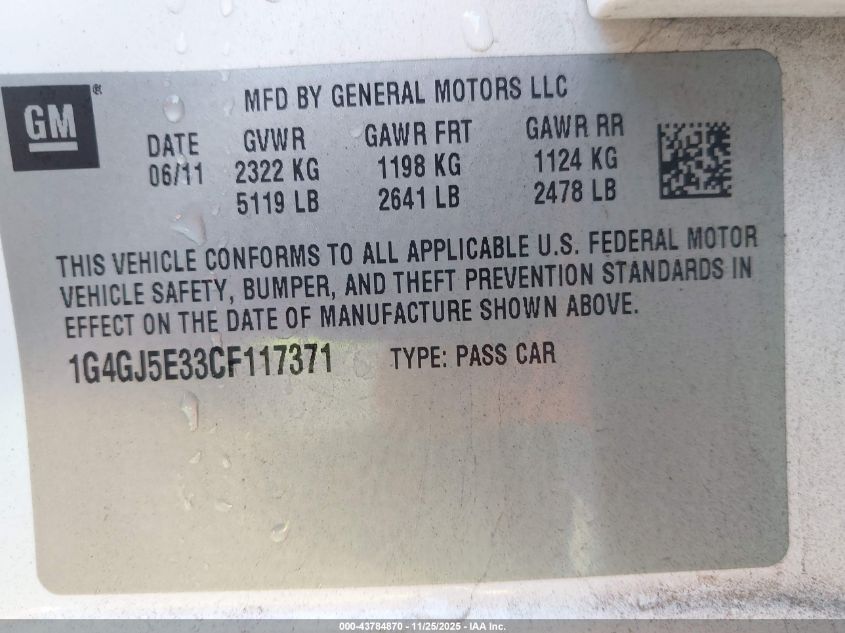 GM®
MFD BY GENERAL MOTORS LLC
DATE GVWR GAWR FRT GAWR RR
06/11 2322 KG 1198 KG 1124 KG
5119 LB 2641 LB 2478 LB
THIS VEHICLE CONFORMS TO ALL APPLICABLE U.S. FEDERAL MOTOR
VEHICLE SAFETY, BUMPER, AND THEFT PREVENTION STANDARDS IN
EFFECT ON THE DATE OF MANUFACTURE SHOWN ABOVE.
1G4GJ5E33CF117371 TYPE: PASS CAR
000-43784870 - 11/25/2025 - IAA Inc.